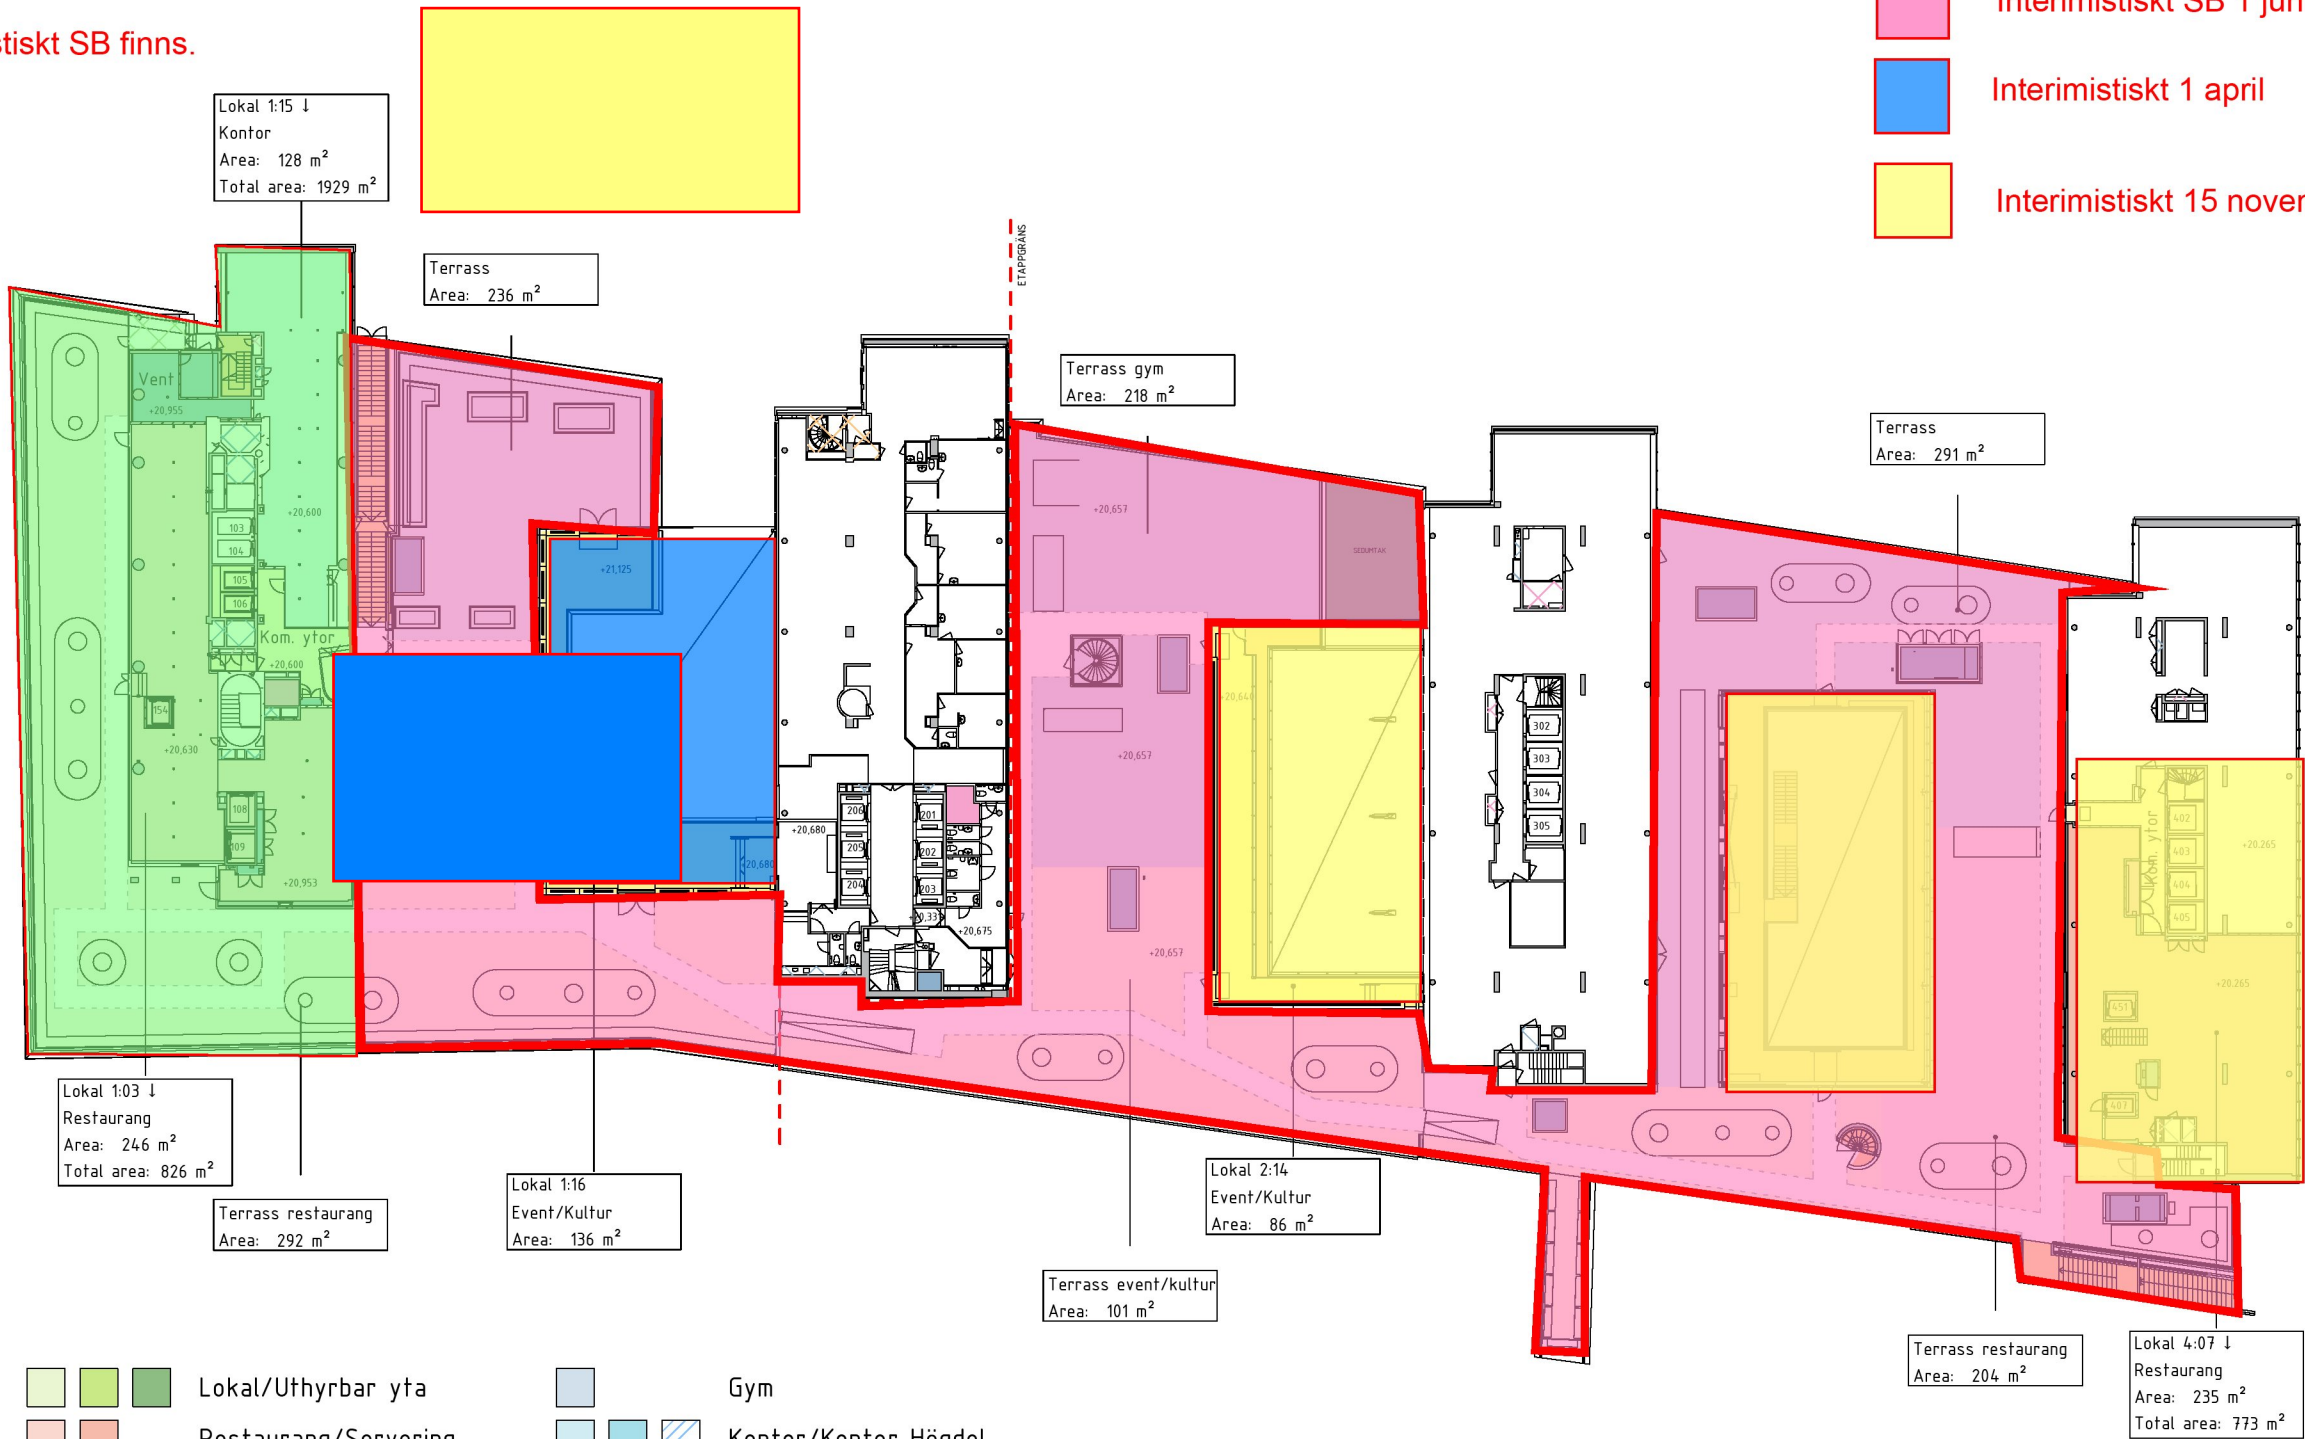 stiskt SB finns.
Interimistiskt SB 1 jun
Interimistiskt 1 april
Interimistiskt 15 nover
Lokal 1:15 ↓
Kontor
Area: 128 m²
Total area: 1929 m²
Terrass
Area: 236 m²
ETAPPGRÄNS
Terrass gym
Area: 218 m²
Terrass
Area: 291 m²
Vent
+20,955
+20,600
103
104
105
106
Kom. ytor
+20,600
154
+20,630
108
109
+20,953
+21,125
+20,680
+20,680
206
205
204
201
202
203
+20,675
+20,657
SEDUMTAK
+20,640
+20,657
+20,657
302
303
304
305
Kom. ytor
402
403
404
405
+20.265
+20.265
451
407
Lokal 1:03 ↓
Restaurang
Area: 246 m²
Total area: 826 m²
Terrass restaurang
Area: 292 m²
Lokal 1:16
Event/Kultur
Area: 136 m²
Lokal 2:14
Event/Kultur
Area: 86 m²
Terrass event/kultur
Area: 101 m²
Terrass restaurang
Area: 204 m²
Lokal 4:07 ↓
Restaurang
Area: 235 m²
Total area: 773 m²
Lokal/Uthyrbar yta
Gym
Restaurang/Servering
Kontor/Kontor Högdel